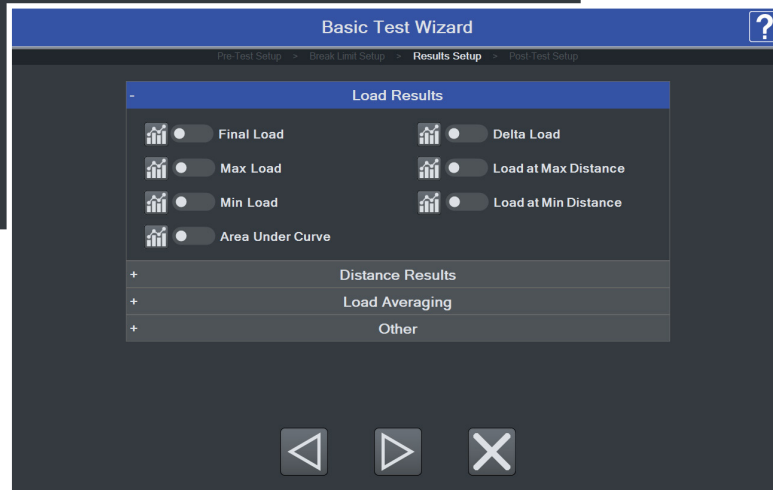 Basic Test Wizard
?
Pre-Test Setup > Break Limit Setup > Results Setup > Post-Test Setup
- Load Results
Final Load Delta Load
Max Load Load at Max Distance
Min Load Load at Min Distance
Area Under Curve
+ Distance Results
+ Load Averaging
+ Other